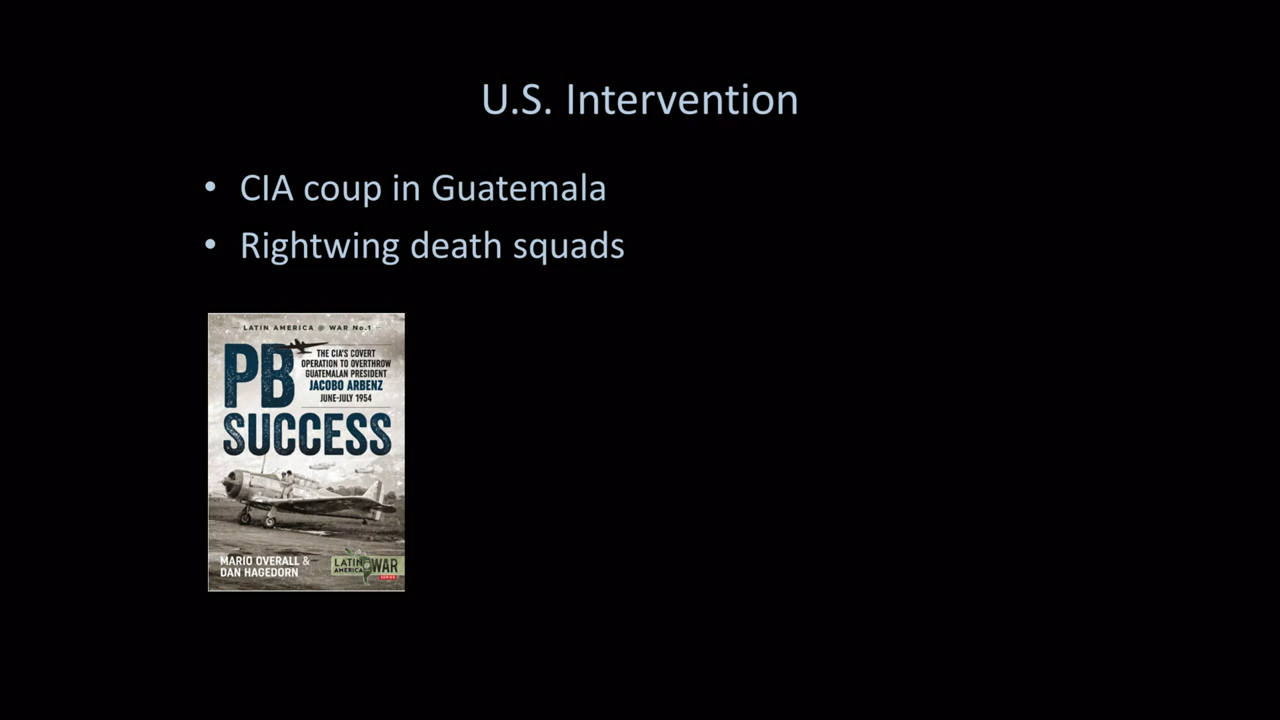 U.S. Intervention
• CIA coup in Guatemala
• Rightwing death squads
LATIN AMERICA @ WAR No.1
PB
THE CIA'S COVERT
OPERATION TO OVERTHROW
GUATEMALAN PRESIDENT
JACOBO ARBENZ
JUNE-JULY 1954
SUCCESS
MARIO OVERALL &
DAN HAGEDORN
LATIN
AMERICA@WAR
SERIES